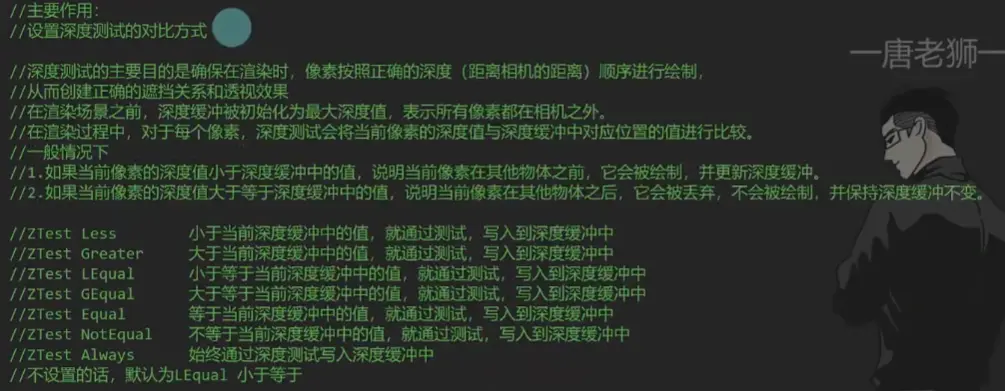 //主要作用:
//设置深度测试的对比方式
—唐老狮—
//深度测试的主要目的是确保在渲染时，像素按照正确的深度（距离相机的距离）顺序进行绘制，
//从而创建正确的遮挡关系和透视效果
//在渲染场景之前，深度缓冲被初始化为最大深度值，表示所有像素都在相机之外。
//在渲染过程中，对于每个像素，深度测试会将当前像素的深度值与深度缓冲中对应位置的值进行比较。
//一般情况下
//1.如果当前像素的深度值小于深度缓冲中的值，说明当前像素在其他物体之前，它会被绘制，并更新深度缓冲。
//2.如果当前像素的深度值大于等于深度缓冲中的值，说明当前像素在其他物体之后，它会被丢弃，不会被绘制，并保持深度缓冲不变。
//ZTest Less 小于当前深度缓冲中的值，就通过测试，写入到深度缓冲中
//ZTest Greater 大于当前深度缓冲中的值，就通过测试，写入到深度缓冲中
//ZTest LEqual 小于等于当前深度缓冲中的值，就通过测试，写入到深度缓冲中
//ZTest GEqual 大于等于当前深度缓冲中的值，就通过测试，写入到深度缓冲中
//ZTest Equal 等于当前深度缓冲中的值，就通过测试，写入到深度缓冲中
//ZTest NotEqual 不等于当前深度缓冲中的值，就通过测试，写入到深度缓冲中
//ZTest Always 始终通过深度测试写入深度缓冲中
//不设置的话，默认为LEqual 小于等于